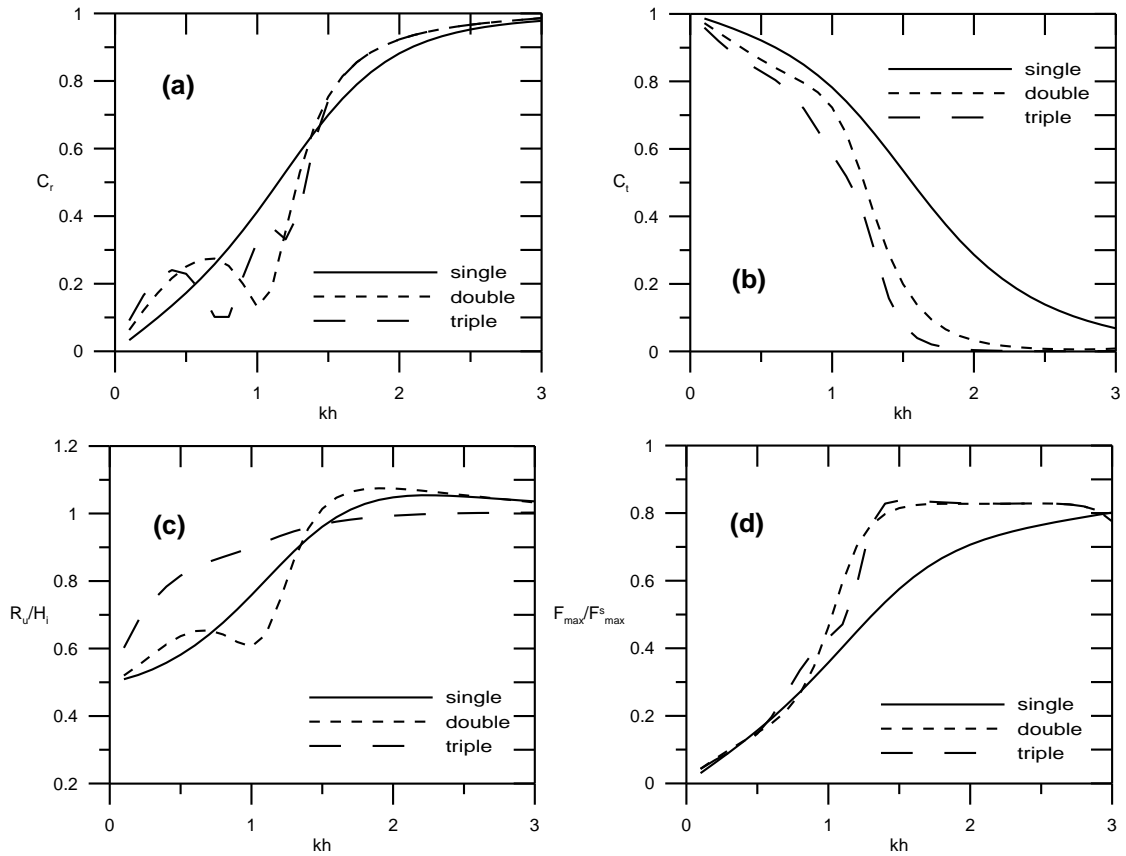 1
0.8
0.6
0.4
0.2
0
C_r
(a)
single
double
triple
0
1
2
3
kh
1
0.8
0.6
0.4
0.2
0
C_t
(b)
single
double
triple
0
1
2
3
kh
1.2
1
0.8
0.6
0.4
0.2
R_u/H_i
(c)
single
double
triple
0
1
2
3
kh
1
0.8
0.6
0.4
0.2
0
F_max/F^s_max
(d)
single
double
triple
0
1
2
3
kh